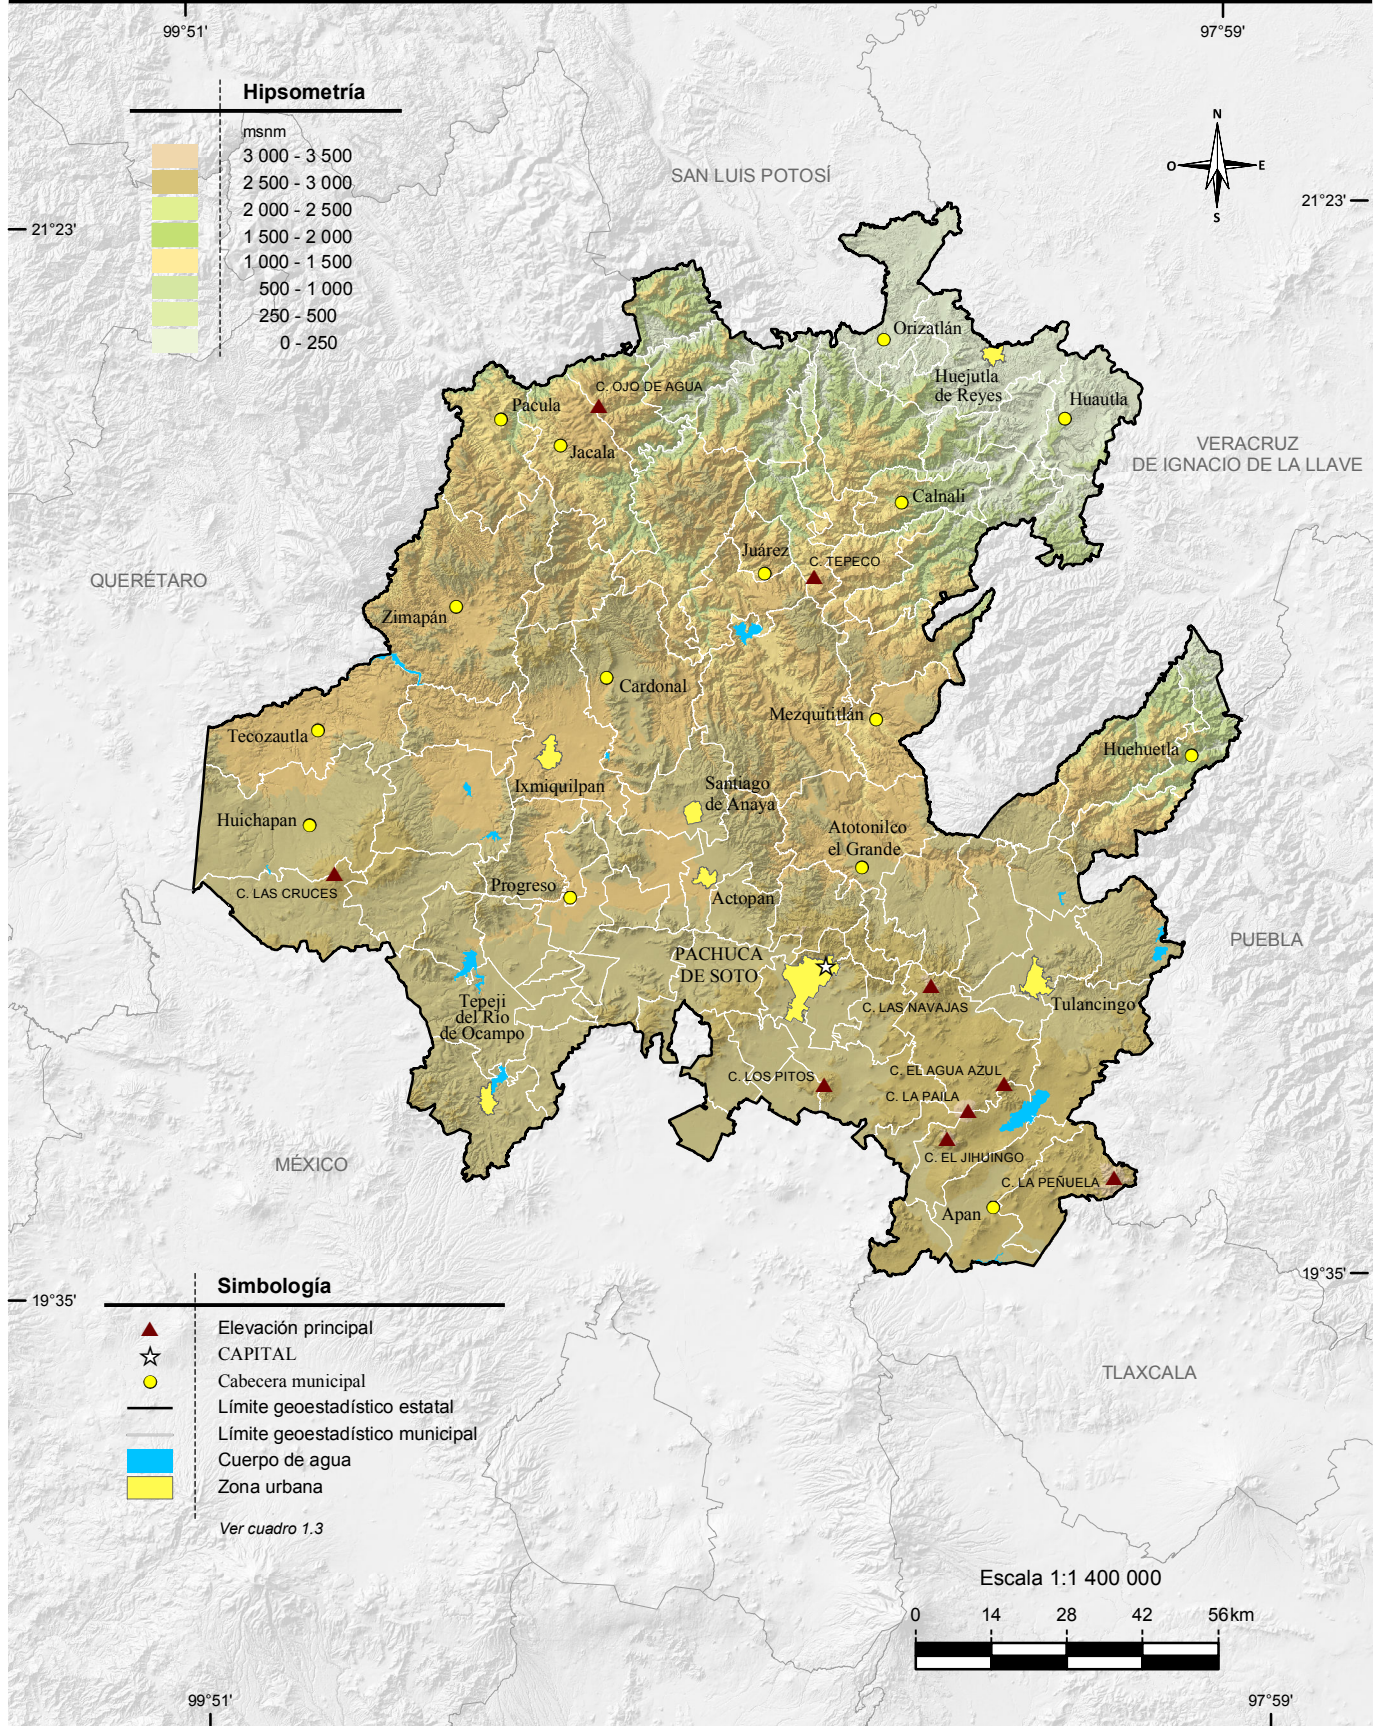 99°51'
97°59'
Hipsometría
msnm
3 000 - 3 500
2 500 - 3 000
2 000 - 2 500
1 500 - 2 000
1 000 - 1 500
500 - 1 000
250 - 500
0 - 250
N
O
E
S
21°23'
21°23'
SAN LUIS POTOSÍ
Orizatlán
Huejutla
de Reyes
Huautla
C. OJO DE AGUA
Pacula
Jacala
VERACRUZ
DE IGNACIO DE LA LLAVE
Calnali
Juárez
C. TEPECO
QUERÉTARO
Zimapán
Cardonal
Mezquititlán
Tecozautla
Huehuetla
Ixmiquilpan
Santiago
de Anaya
Huichapan
Atotonilco
el Grande
C. LAS CRUCES
Progreso
Actopan
PACHUCA
DE SOTO
PUEBLA
Tepeji
del Río
de Ocampo
C. LAS NAVAJAS
Tulancingo
C. LOS PITOS
C. EL AGUA AZUL
C. LA PAILA
C. EL JIHUINGO
MÉXICO
C. LA PEÑUELA
Apan
19°35'
19°35'
Simbología
Elevación principal
CAPITAL
Cabecera municipal
Límite geoestadístico estatal
Límite geoestadístico municipal
Cuerpo de agua
Zona urbana
Ver cuadro 1.3
TLAXCALA
Escala 1:1 400 000
0 14 28 42 56 km
99°51'
97°59'